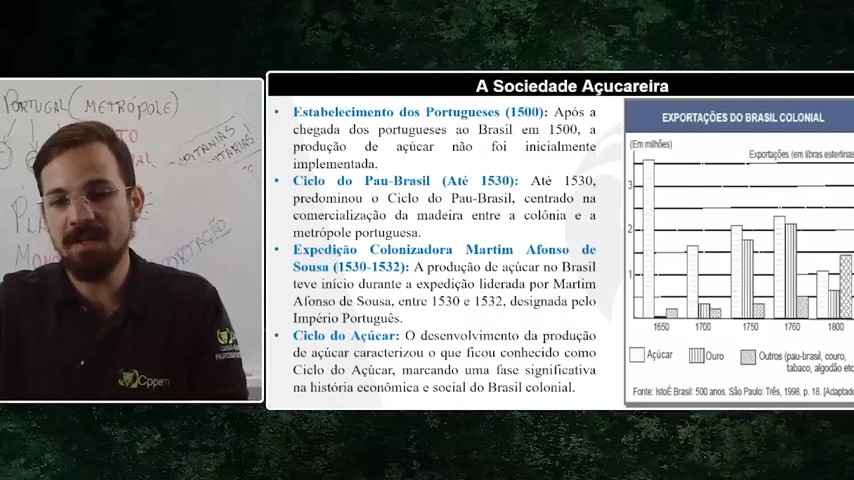 PORTUGAL (METRÓPOLE)
Cppem
A Sociedade Açucareira
• Estabelecimento dos Portugueses (1500): Após a
chegada dos portugueses ao Brasil em 1500, a
produção de açúcar não foi inicialmente
implementada.
• Ciclo do Pau-Brasil (Até 1530): Até 1530,
predominou o Ciclo do Pau-Brasil, centrado na
comercialização da madeira entre a colônia e a
metrópole portuguesa.
• Expedição Colonizadora Martim Afonso de
Sousa (1530-1532): A produção de açúcar no Brasil
teve início durante a expedição liderada por Martim
Afonso de Sousa, entre 1530 e 1532, designada pelo
Império Português.
• Ciclo do Açúcar: O desenvolvimento da produção
de açúcar caracterizou o que ficou conhecido como
Ciclo do Açúcar, marcando uma fase significativa
na história econômica e social do Brasil colonial.
EXPORTAÇÕES DO BRASIL COLONIAL
(Em milhões)
Exportações (em libras esterlinas
3
2
1
1650 1700 1750 1760 1800
Açúcar Ouro Outros (pau-brasil, couro,
tabaco, algodão etc
Fonte: IstoÉ Brasil: 500 anos. São Paulo: Três, 1998. p. 18. [Adaptado